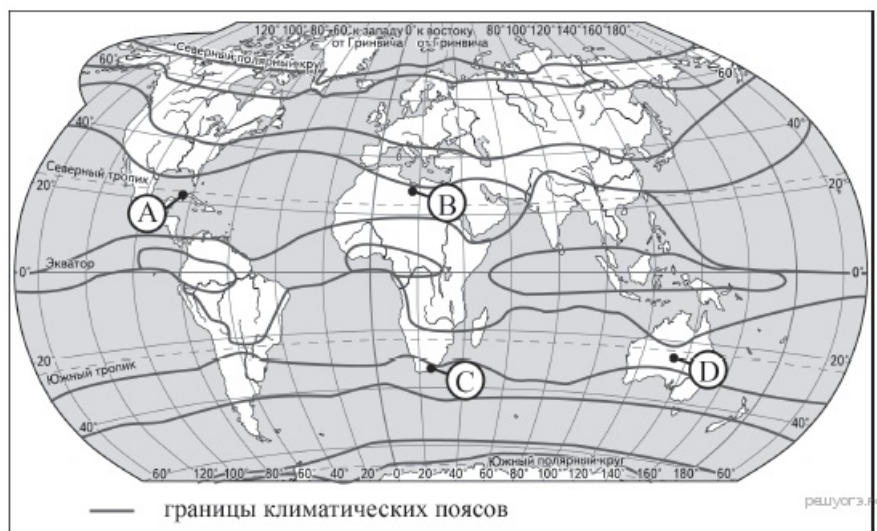 120° 100° 80° 60° к западу 0° к востоку 80° 100° 120° 140° 160° 180°
от Гринвича от Гринвича
Северный полярный круг
60° 60°
40° 40°
Северный тропик
20° 20°
A B
Экватор
0° 0°
Южный тропик
20° 20°
C D
40° 40°
Южный полярный круг
60° 120° 100° 80° 60° 40° 20° 0° 20° 40° 60° 80° 100° 120° 140° 160° 180° 60°
границы климатических поясов